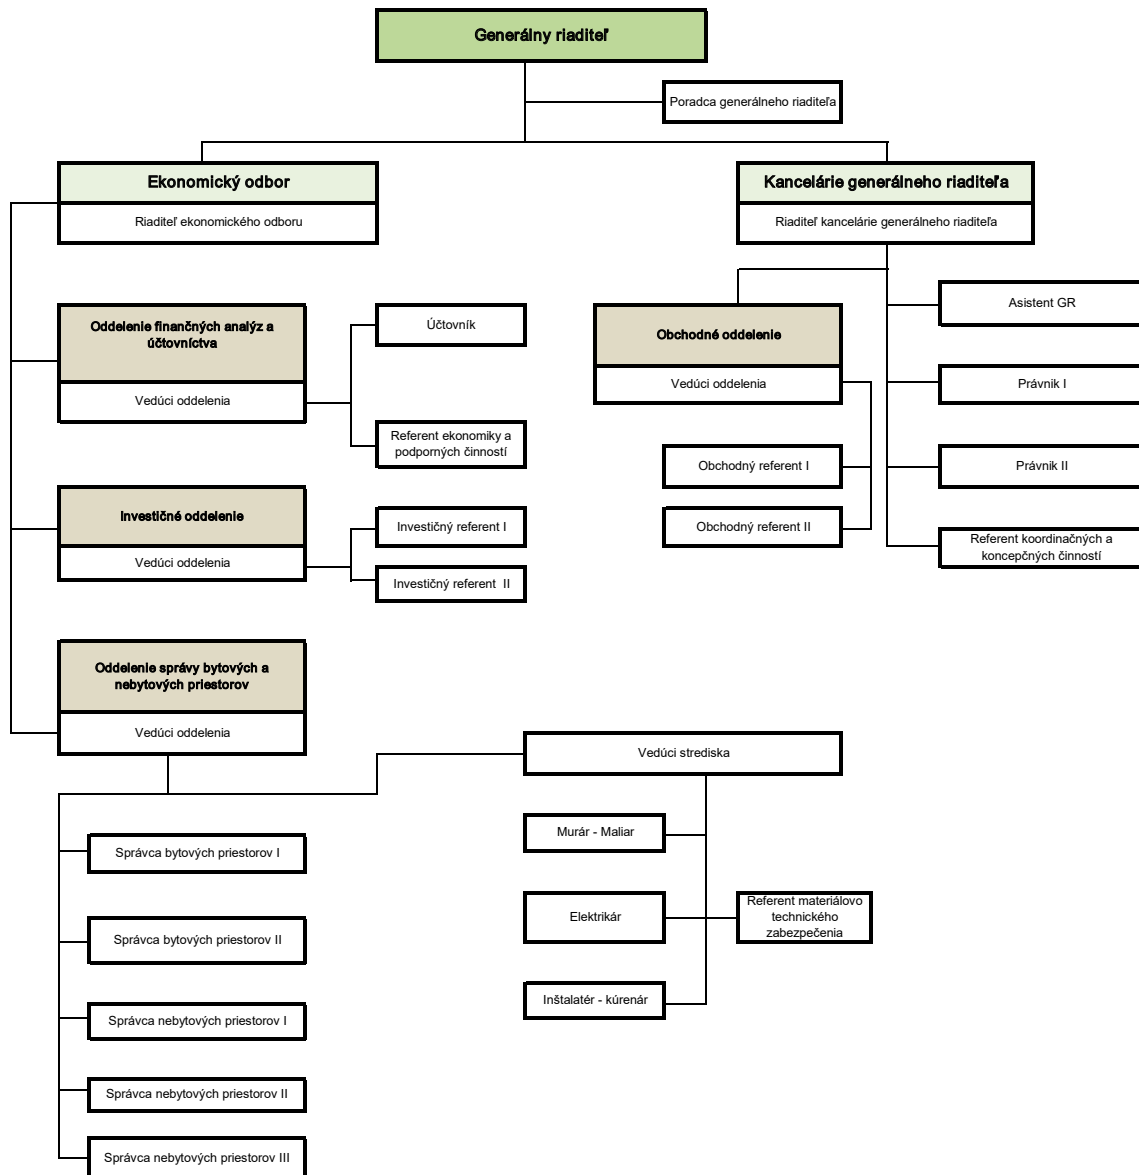 Generálny riaditeľ
Poradca generálneho riaditeľa
Ekonomický odbor
Riaditeľ ekonomického odboru
Kancelárie generálneho riaditeľa
Riaditeľ kancelárie generálneho riaditeľa
Oddelenie finančných analýz a
účtovníctva
Vedúci oddelenia
Účtovník
Referent ekonomiky a
podporných činností
Obchodné oddelenie
Vedúci oddelenia
Obchodný referent I
Obchodný referent II
Asistent GR
Právnik I
Právnik II
Referent koordinačných a
koncepčných činností
Investičné oddelenie
Vedúci oddelenia
Investičný referent I
Investičný referent  II
Oddelenie správy bytových a
nebytových priestorov
Vedúci oddelenia
Správca bytových priestorov I
Správca bytových priestorov II
Správca nebytových priestorov I
Správca nebytových priestorov II
Správca nebytových priestorov III
Vedúci strediska
Murár - Maliar
Elektrikár
Inštalatér - kúrenár
Referent materiálovo
technického
zabezpečenia